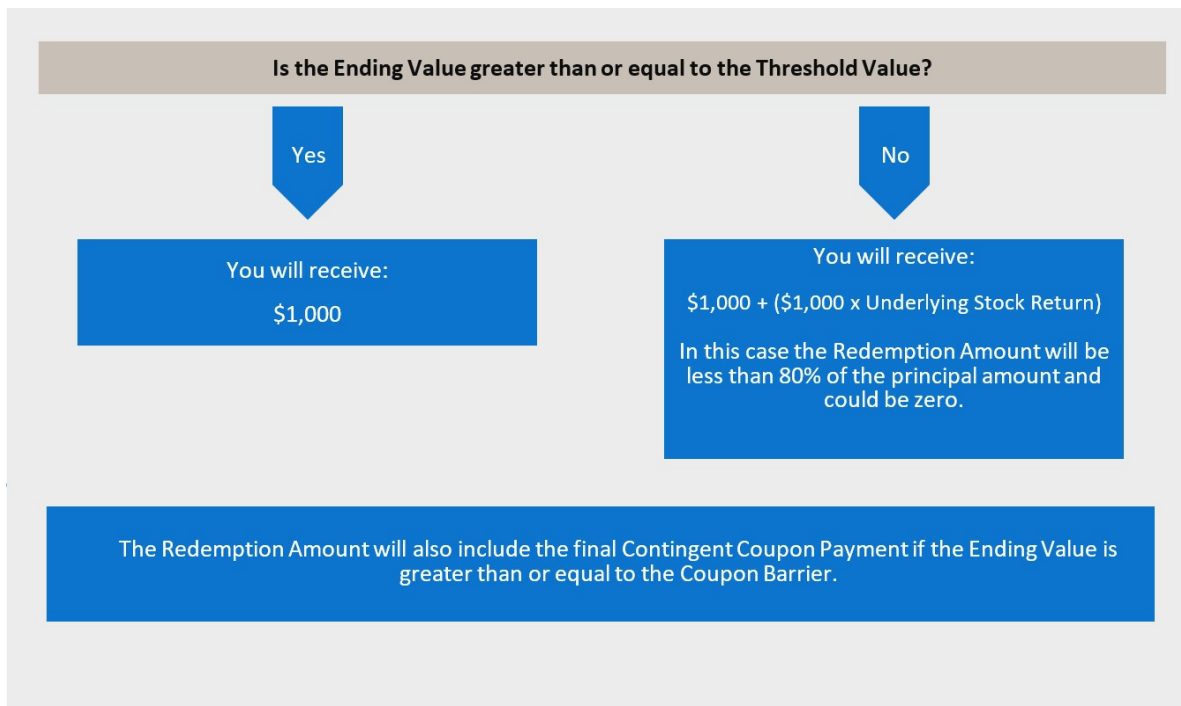 Is the Ending Value greater than or equal to the Threshold Value?
Yes
No
You will receive:
$1,000
You will receive:
$1,000 + ($1,000 x Underlying Stock Return)
In this case the Redemption Amount will be
less than 80% of the principal amount and
could be zero.
The Redemption Amount will also include the final Contingent Coupon Payment if the Ending Value is
greater than or equal to the Coupon Barrier.